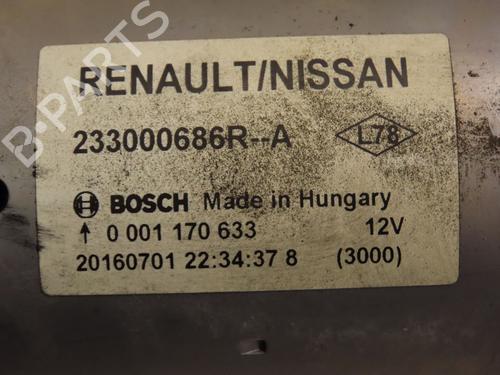 RENAULT/NISSAN
233000686R--A L78
BOSCH Made in Hungary
0 001 170 633 12V
20160701 22:34:37 8 (3000)
B-PARTS